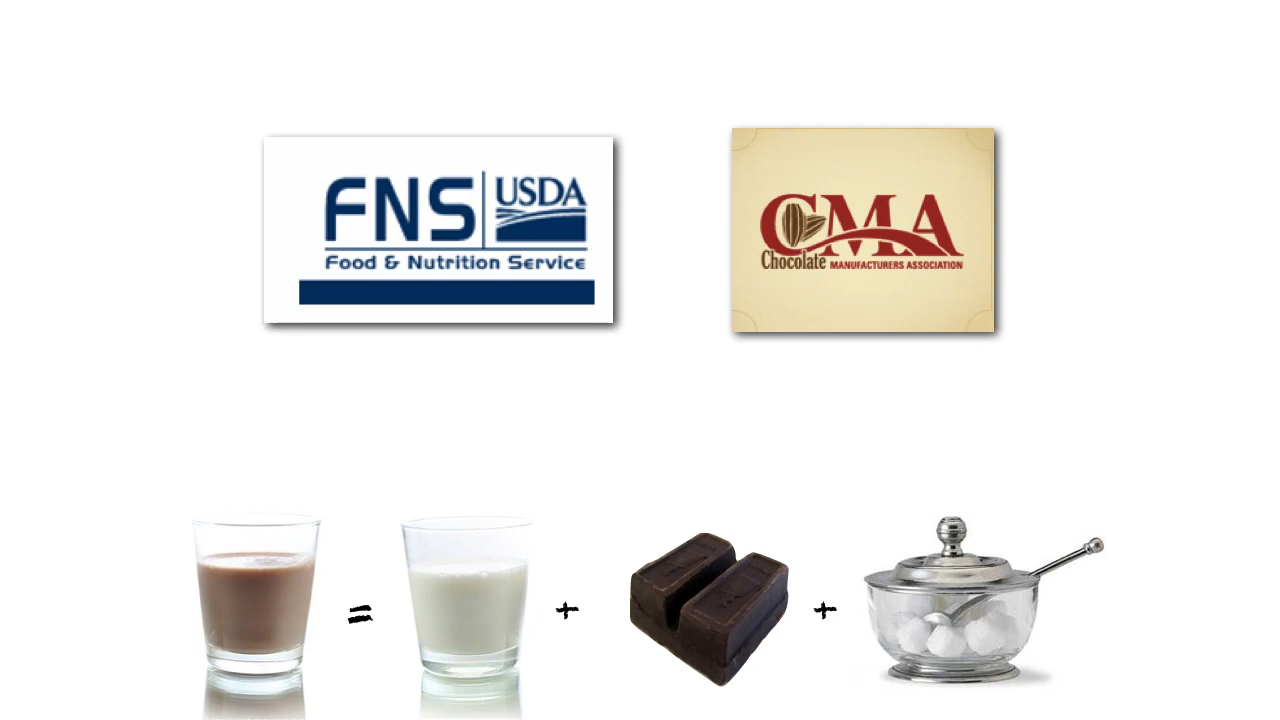 FNS USDA
Food & Nutrition Service
CMA
Chocolate MANUFACTURERS ASSOCIATION
= + +